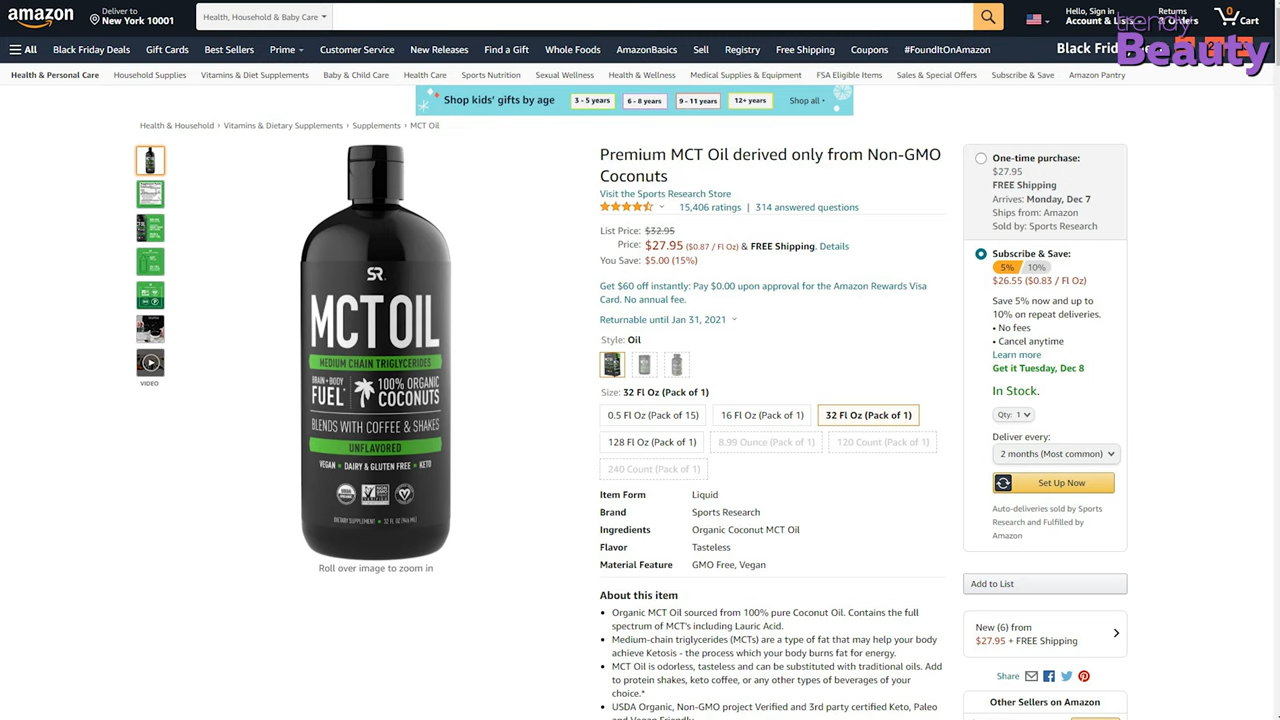 amazon
Deliver to
New York 10001
Health, Household & Baby Care
Hello, Sign in
Account & Lists
Returns
& Orders
0
Cart
trendy
Beauty
All
Black Friday Deals
Gift Cards
Best Sellers
Prime
Customer Service
New Releases
Find a Gift
Whole Foods
AmazonBasics
Sell
Registry
Free Shipping
Coupons
#FoundItOnAmazon
Health & Personal Care
Household Supplies
Vitamins & Diet Supplements
Baby & Child Care
Health Care
Sports Nutrition
Sexual Wellness
Health & Wellness
Medical Supplies & Equipment
FSA Eligible Items
Sales & Special Offers
Subscribe & Save
Amazon Pantry
Shop kids' gifts by age
3 - 5 years
6 - 8 years
9 - 11 years
12+ years
Shop all ›
Health & Household › Vitamins & Dietary Supplements › Supplements › MCT Oil
SR.
MCT OIL
MEDIUM CHAIN TRIGLYCERIDES
BRAIN + BODY
FUEL
100% ORGANIC
COCONUTS
BLENDS WITH COFFEE & SHAKES
UNFLAVORED
VEGAN • DAIRY & GLUTEN FREE • KETO
DIETARY SUPPLEMENT • 32 FL OZ (946 mL)
VIDEO
Roll over image to zoom in
Premium MCT Oil derived only from Non-GMO
Coconuts
Visit the Sports Research Store
15,406 ratings | 314 answered questions
List Price: $32.95
Price: $27.95 ($0.87 / Fl Oz) & FREE Shipping. Details
You Save: $5.00 (15%)
Get $60 off instantly: Pay $0.00 upon approval for the Amazon Rewards Visa
Card. No annual fee.
Returnable until Jan 31, 2021
Style: Oil
Size: 32 Fl Oz (Pack of 1)
0.5 Fl Oz (Pack of 15)
16 Fl Oz (Pack of 1)
32 Fl Oz (Pack of 1)
128 Fl Oz (Pack of 1)
8.99 Ounce (Pack of 1)
120 Count (Pack of 1)
240 Count (Pack of 1)
Item Form Liquid
Brand Sports Research
Ingredients Organic Coconut MCT Oil
Flavor Tasteless
Material Feature GMO Free, Vegan
About this item
• Organic MCT Oil sourced from 100% pure Coconut Oil. Contains the full
spectrum of MCT's including Lauric Acid.
• Medium-chain triglycerides (MCTs) are a type of fat that may help your body
achieve Ketosis - the process which your body burns fat for energy.
• MCT Oil is odorless, tasteless and can be substituted with traditional oils. Add
to protein shakes, keto coffee, or any other types of beverages of your
choice.*
• USDA Organic, Non-GMO project Verified and 3rd party certified Keto, Paleo
and Vegan Friendly
One-time purchase:
$27.95
FREE Shipping
Arrives: Monday, Dec 7
Ships from: Amazon
Sold by: Sports Research
Subscribe & Save:
5% 10%
$26.55 ($0.83 / Fl Oz)
Save 5% now and up to
10% on repeat deliveries.
• No fees
• Cancel anytime
Learn more
Get it Tuesday, Dec 8
In Stock.
Qty: 1
Deliver every:
2 months (Most common)
Set Up Now
Auto-deliveries sold by Sports
Research and Fulfilled by
Amazon
Add to List
New (6) from
$27.95 + FREE Shipping
Share
Other Sellers on Amazon